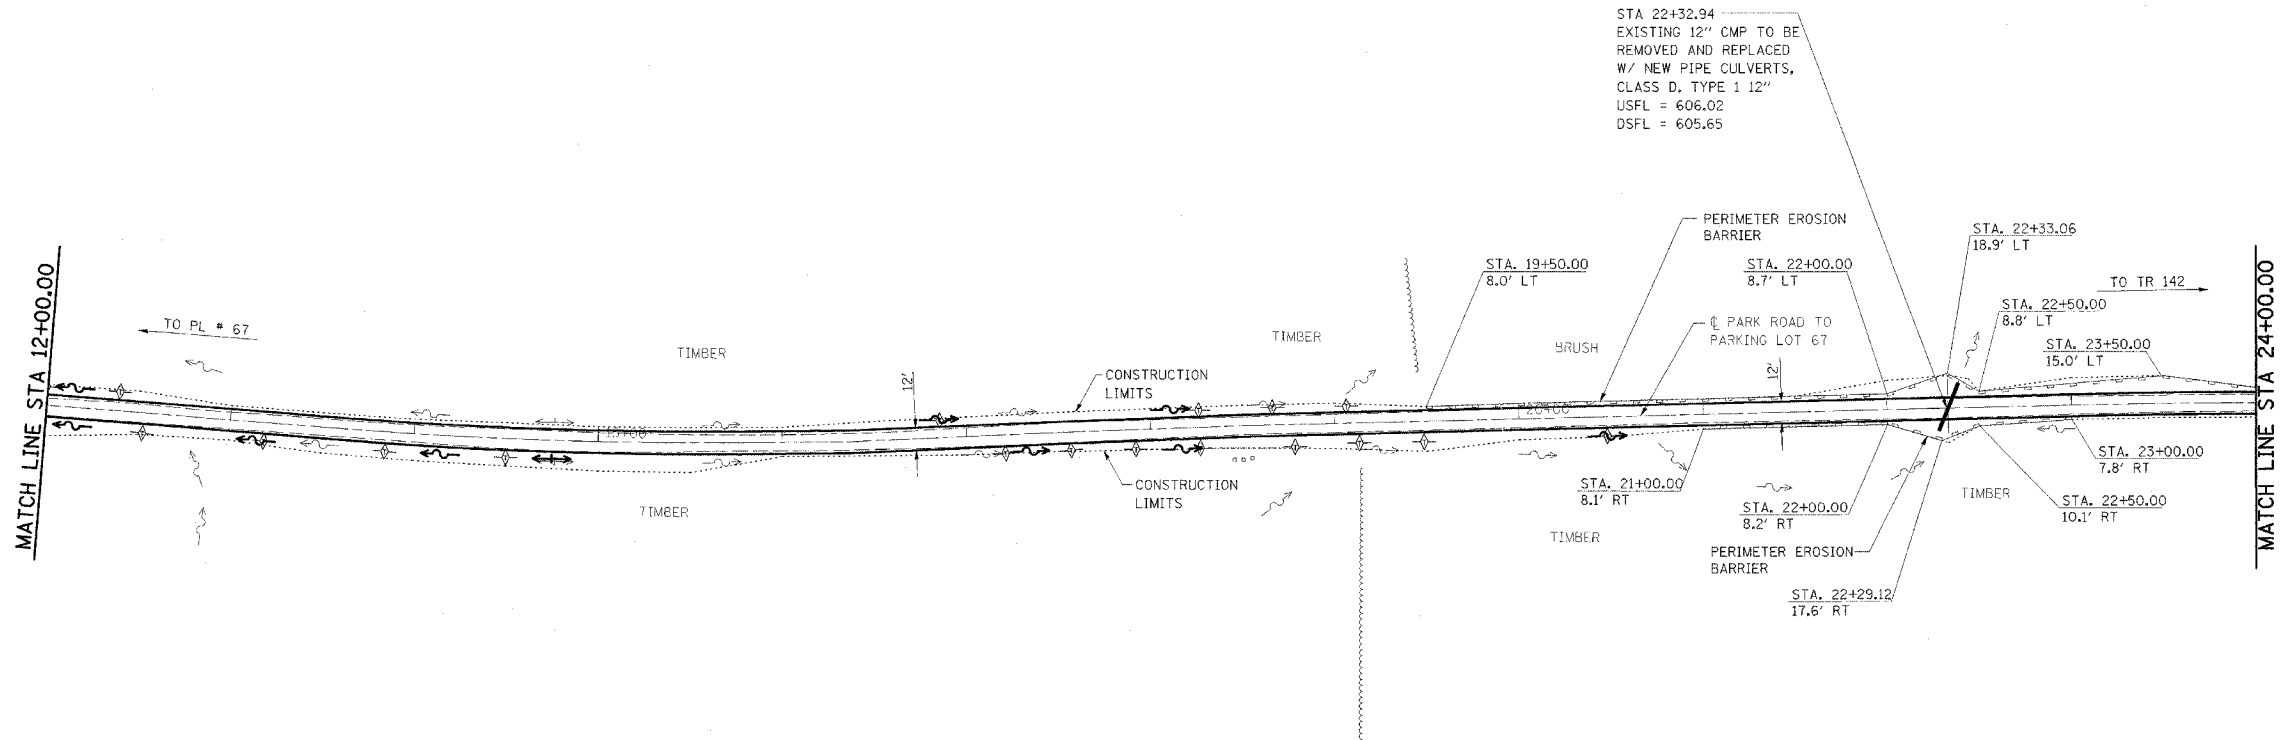 STA 22+32.94
EXISTING 12" CMP TO BE
REMOVED AND REPLACED
W/ NEW PIPE CULVERTS,
CLASS D, TYPE 1 12"
USFL = 606.02
DSFL = 605.65
PERIMETER EROSION
BARRIER
STA. 22+33.06
18.9' LT
STA. 19+50.00
8.0' LT
STA. 22+00.00
8.7' LT
TO TR 142
STA. 22+50.00
8.8' LT
MATCH LINE STA 12+00.00
TO PL # 67
TIMBER
TIMBER
BRUSH
℄ PARK ROAD TO
PARKING LOT 67
STA. 23+50.00
15.0' LT
MATCH LINE STA 24+00.00
CONSTRUCTION
LIMITS
12'
12'
15+00
20+00
CONSTRUCTION
LIMITS
STA. 21+00.00
8.1' RT
STA. 23+00.00
7.8' RT
TIMBER
STA. 22+00.00
8.2' RT
TIMBER
STA. 22+50.00
10.1' RT
TIMBER
PERIMETER EROSION
BARRIER
STA. 22+29.12
17.6' RT